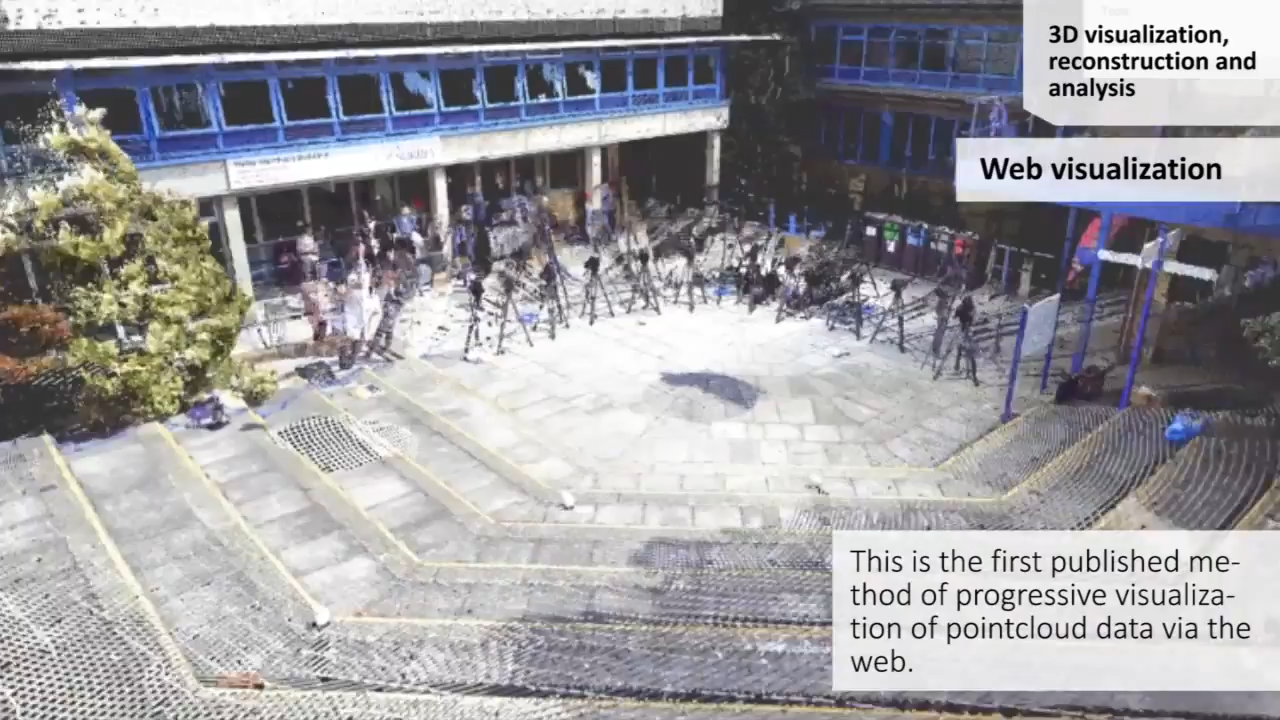 3D visualization,
reconstruction and
analysis
Web visualization
This is the first published me-
thod of progressive visualiza-
tion of pointcloud data via the
web.